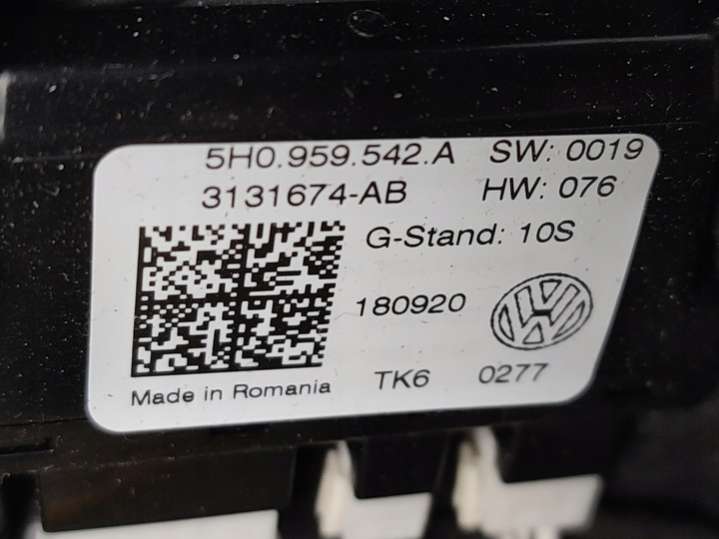 5H0.959.542.A SW: 0019
3131674-AB HW: 076
G-Stand: 10S
180920
Made in Romania TK6 0277